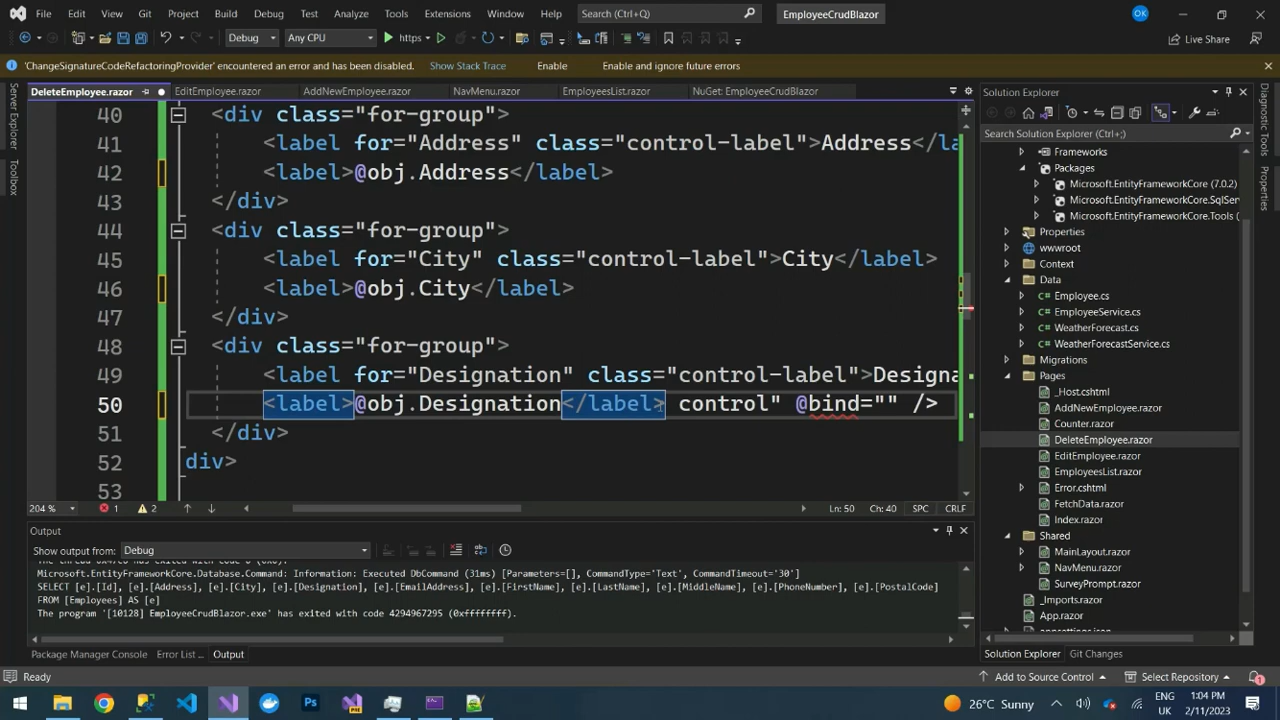 File Edit View Git Project Build Debug Test Analyze Tools Extensions Window Help Search (Ctrl+Q) EmployeeCrudBlazor OK
Debug Any CPU https Live Share
'ChangeSignatureCodeRefactoringProvider' encountered an error and has been disabled. Show Stack Trace Enable Enable and ignore future errors
DeleteEmployee.razor EditEmployee.razor AddNewEmployee.razor NavMenu.razor EmployeesList.razor NuGet: EmployeeCrudBlazor
Server Explorer
Toolbox
40 <div class="for-group">
41 <label for="Address" class="control-label">Address</la
42 <label>@obj.Address</label>
43 </div>
44 <div class="for-group">
45 <label for="City" class="control-label">City</label>
46 <label>@obj.City</label>
47 </div>
48 <div class="for-group">
49 <label for="Designation" class="control-label">Designa
50 <label>@obj.Designation</label> control" @bind="" />
51 </div>
52 div>
53
204 % 1 2 Ln: 50 Ch: 40 SPC CRLF
Output
Show output from: Debug
Microsoft.EntityFrameworkCore.Database.Command: Information: Executed DbCommand (31ms) [Parameters=[], CommandType='Text', CommandTimeout='30']
SELECT [e].[Id], [e].[Address], [e].[City], [e].[Designation], [e].[EmailAddress], [e].[FirstName], [e].[LastName], [e].[MiddleName], [e].[PhoneNumber], [e].[PostalCode]
FROM [Employees] AS [e]
The program '[10128] EmployeeCrudBlazor.exe' has exited with code 4294967295 (0xffffffff).
Package Manager Console Error List ... Output
Solution Explorer
Search Solution Explorer (Ctrl+;)
Frameworks
Packages
Microsoft.EntityFrameworkCore (7.0.2)
Microsoft.EntityFrameworkCore.SqlSer
Microsoft.EntityFrameworkCore.Tools (
Properties
wwwroot
Context
Data
Employee.cs
EmployeeService.cs
WeatherForecast.cs
WeatherForecastService.cs
Migrations
Pages
_Host.cshtml
AddNewEmployee.razor
Counter.razor
DeleteEmployee.razor
EditEmployee.razor
EmployeesList.razor
Error.cshtml
FetchData.razor
Index.razor
Shared
MainLayout.razor
NavMenu.razor
SurveyPrompt.razor
_Imports.razor
App.razor
appsettings.json
Solution Explorer Git Changes
Diagnostic Tools
Properties
Ready Add to Source Control Select Repository 1
26°C Sunny ENG UK 1:04 PM 2/11/2023